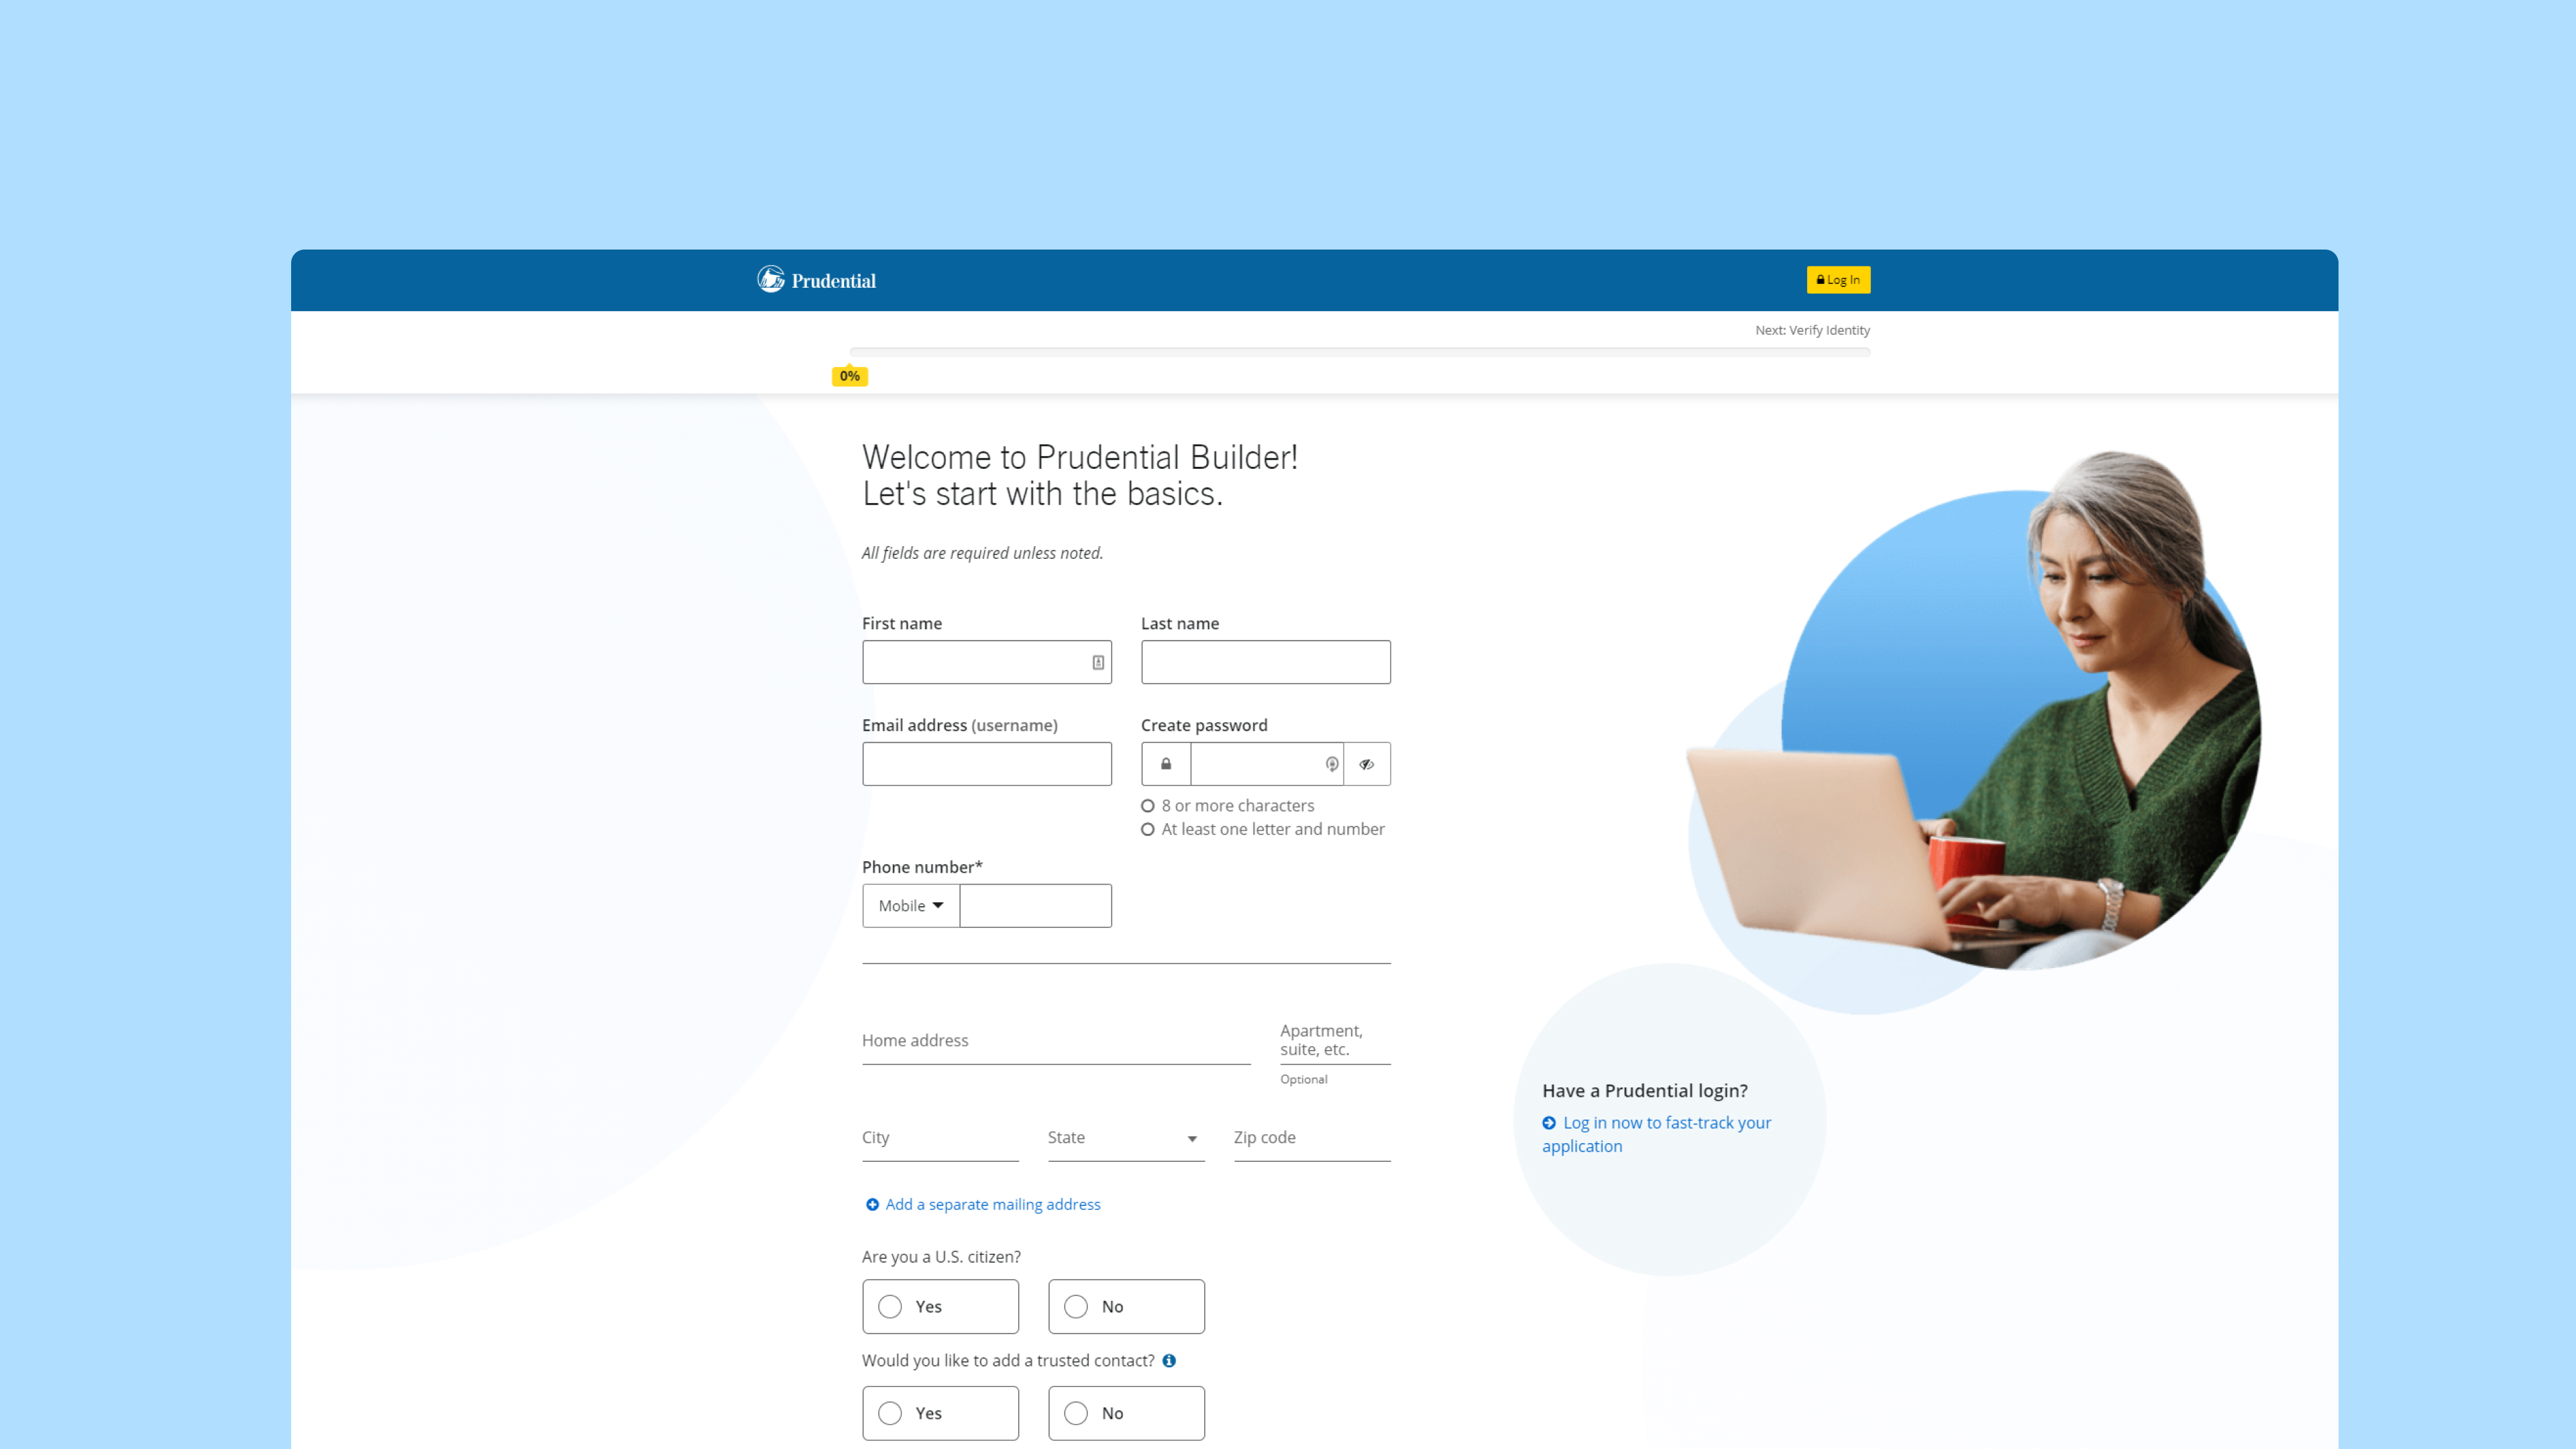 Prudential
Log In
Next: Verify Identity
0%
Welcome to Prudential Builder!
Let's start with the basics.
All fields are required unless noted.
First name
Last name
Email address (username)
Create password
8 or more characters
At least one letter and number
Phone number*
Mobile
Home address
Apartment,
suite, etc.
Optional
City
State
Zip code
Add a separate mailing address
Have a Prudential login?
Log in now to fast-track your
application
Are you a U.S. citizen?
Yes
No
Would you like to add a trusted contact?
Yes
No